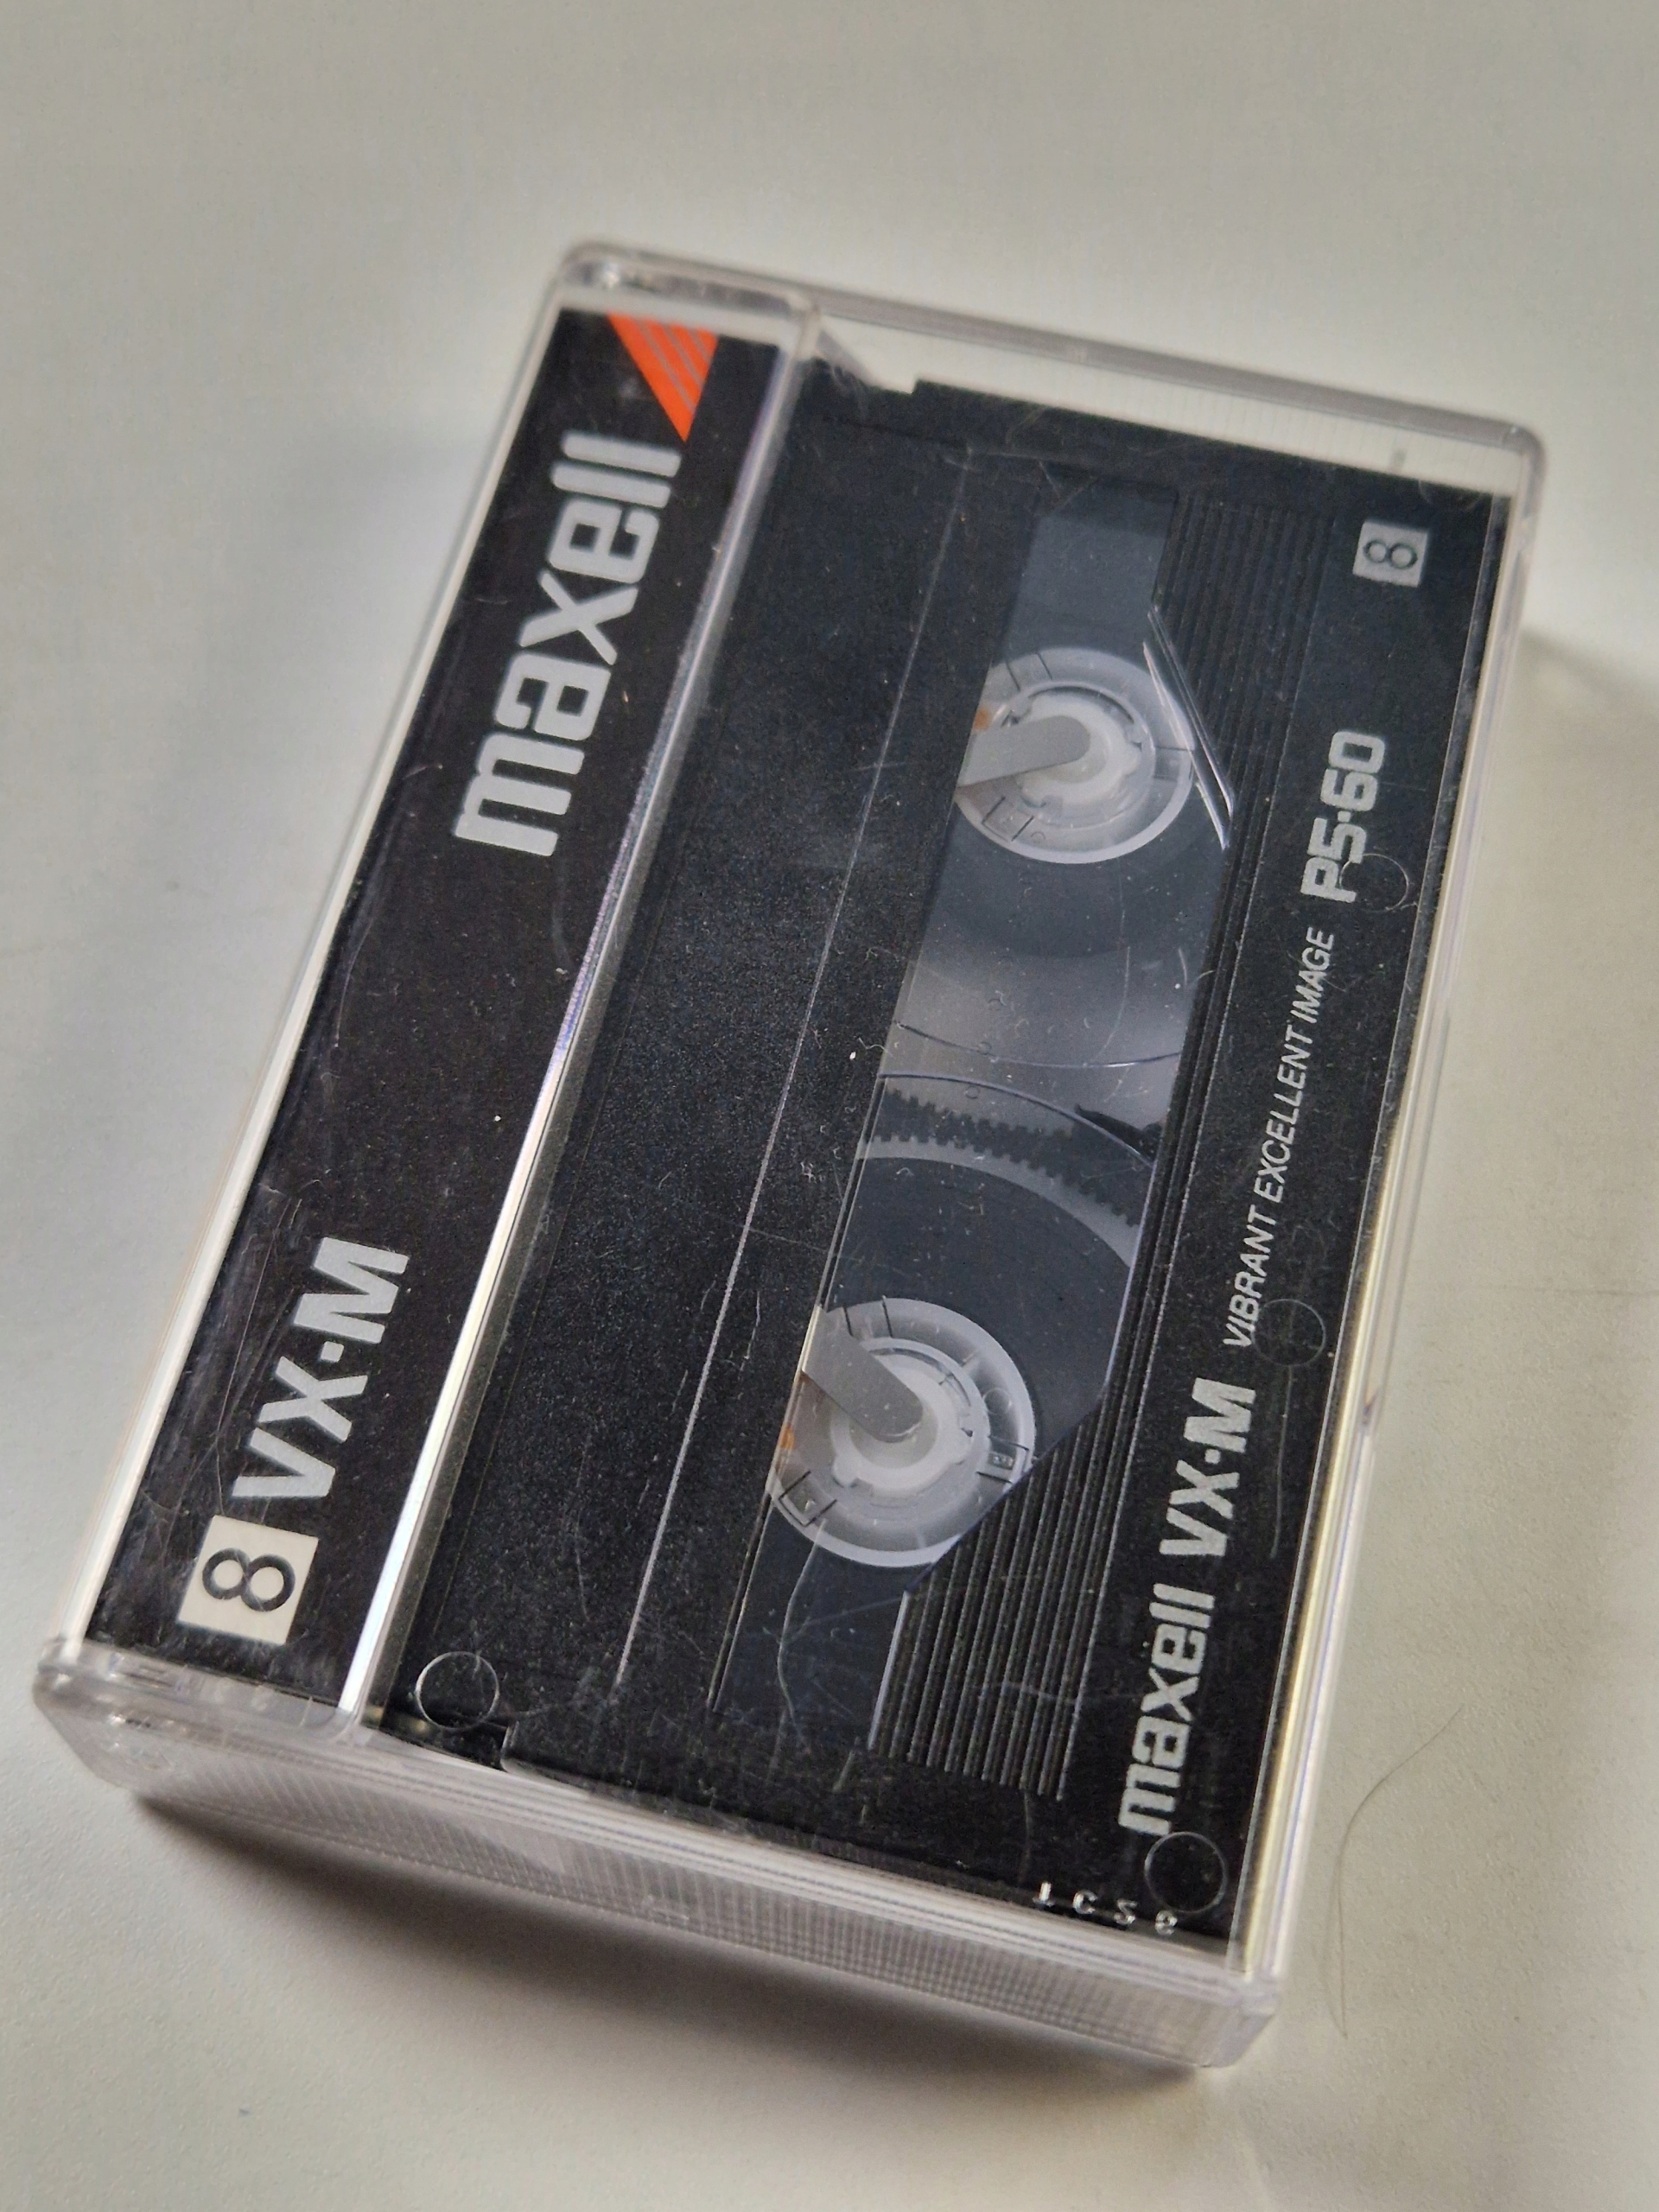 8 VX·M maxell
maxell VX·M VIBRANT EXCELLENT IMAGE P5·60 8